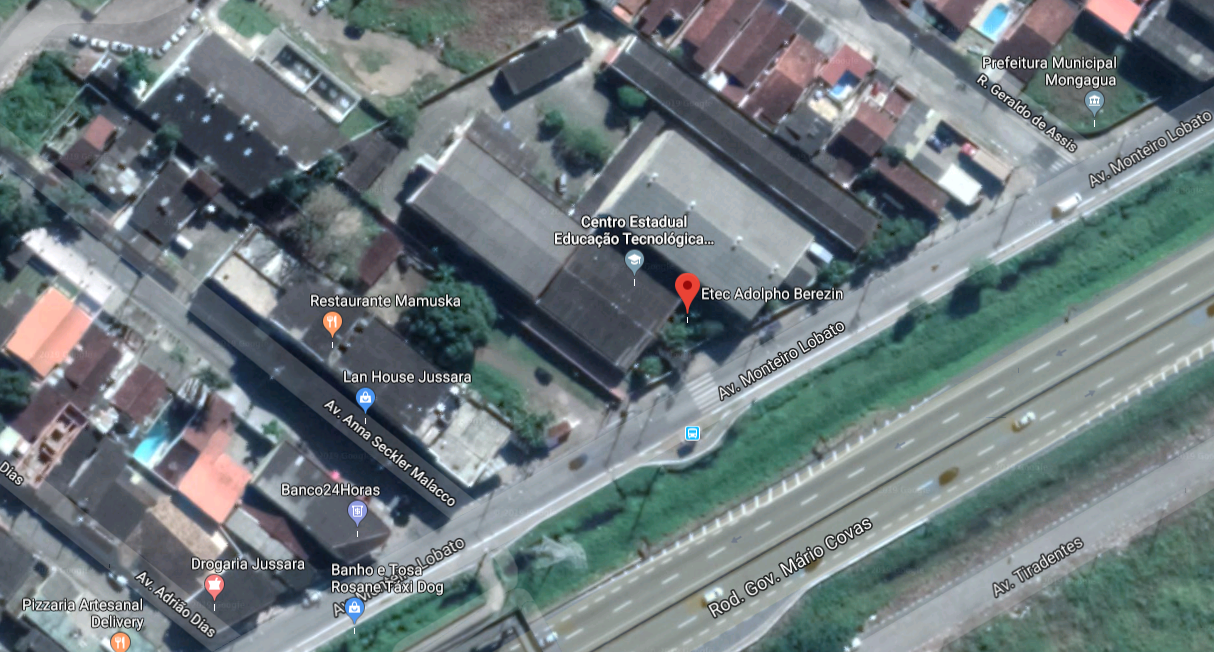 Prefeitura Municipal
Mongagua
R. Geraldo de Assis
Av. Monteiro Lobato
Centro Estadual
Educação Tecnológica...
Etec Adolpho Berezin
Restaurante Mamuska
Av. Monteiro Lobato
Lan House Jussara
Av. Anna Seckler Malacco
Dias
Banco24Horas
Rod. Gov. Mário Covas
Av. Tiradentes
Drogaria Jussara
Banho e Tosa
Rosane Táxi Dog
Lobato
Av. Adrião Dias
Pizzaria Artesanal
Delivery